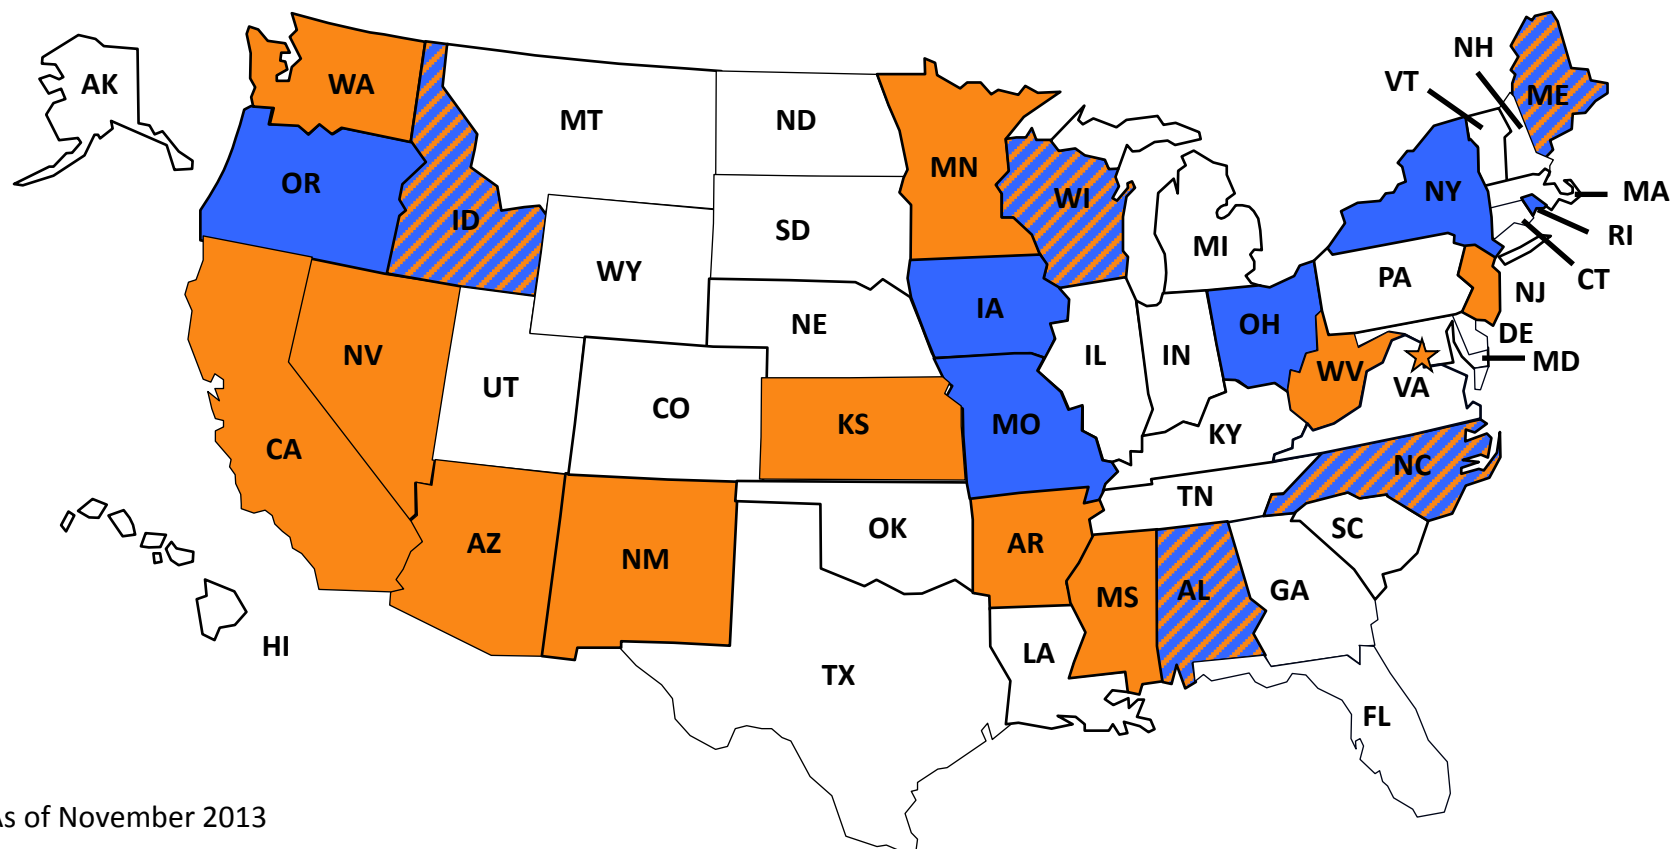 NH
VT
AK
WA
ME
MT
ND
MN
OR
NY
MA
WI
ID
SD
RI
MI
WY
PA
CT
NJ
IA
NE
OH
DE
NV
IL
IN
MD
WV
UT
VA
CO
KS
MO
KY
CA
NC
TN
OK
SC
AZ
AR
NM
MS
AL
GA
HI
LA
TX
FL
As of November 2013